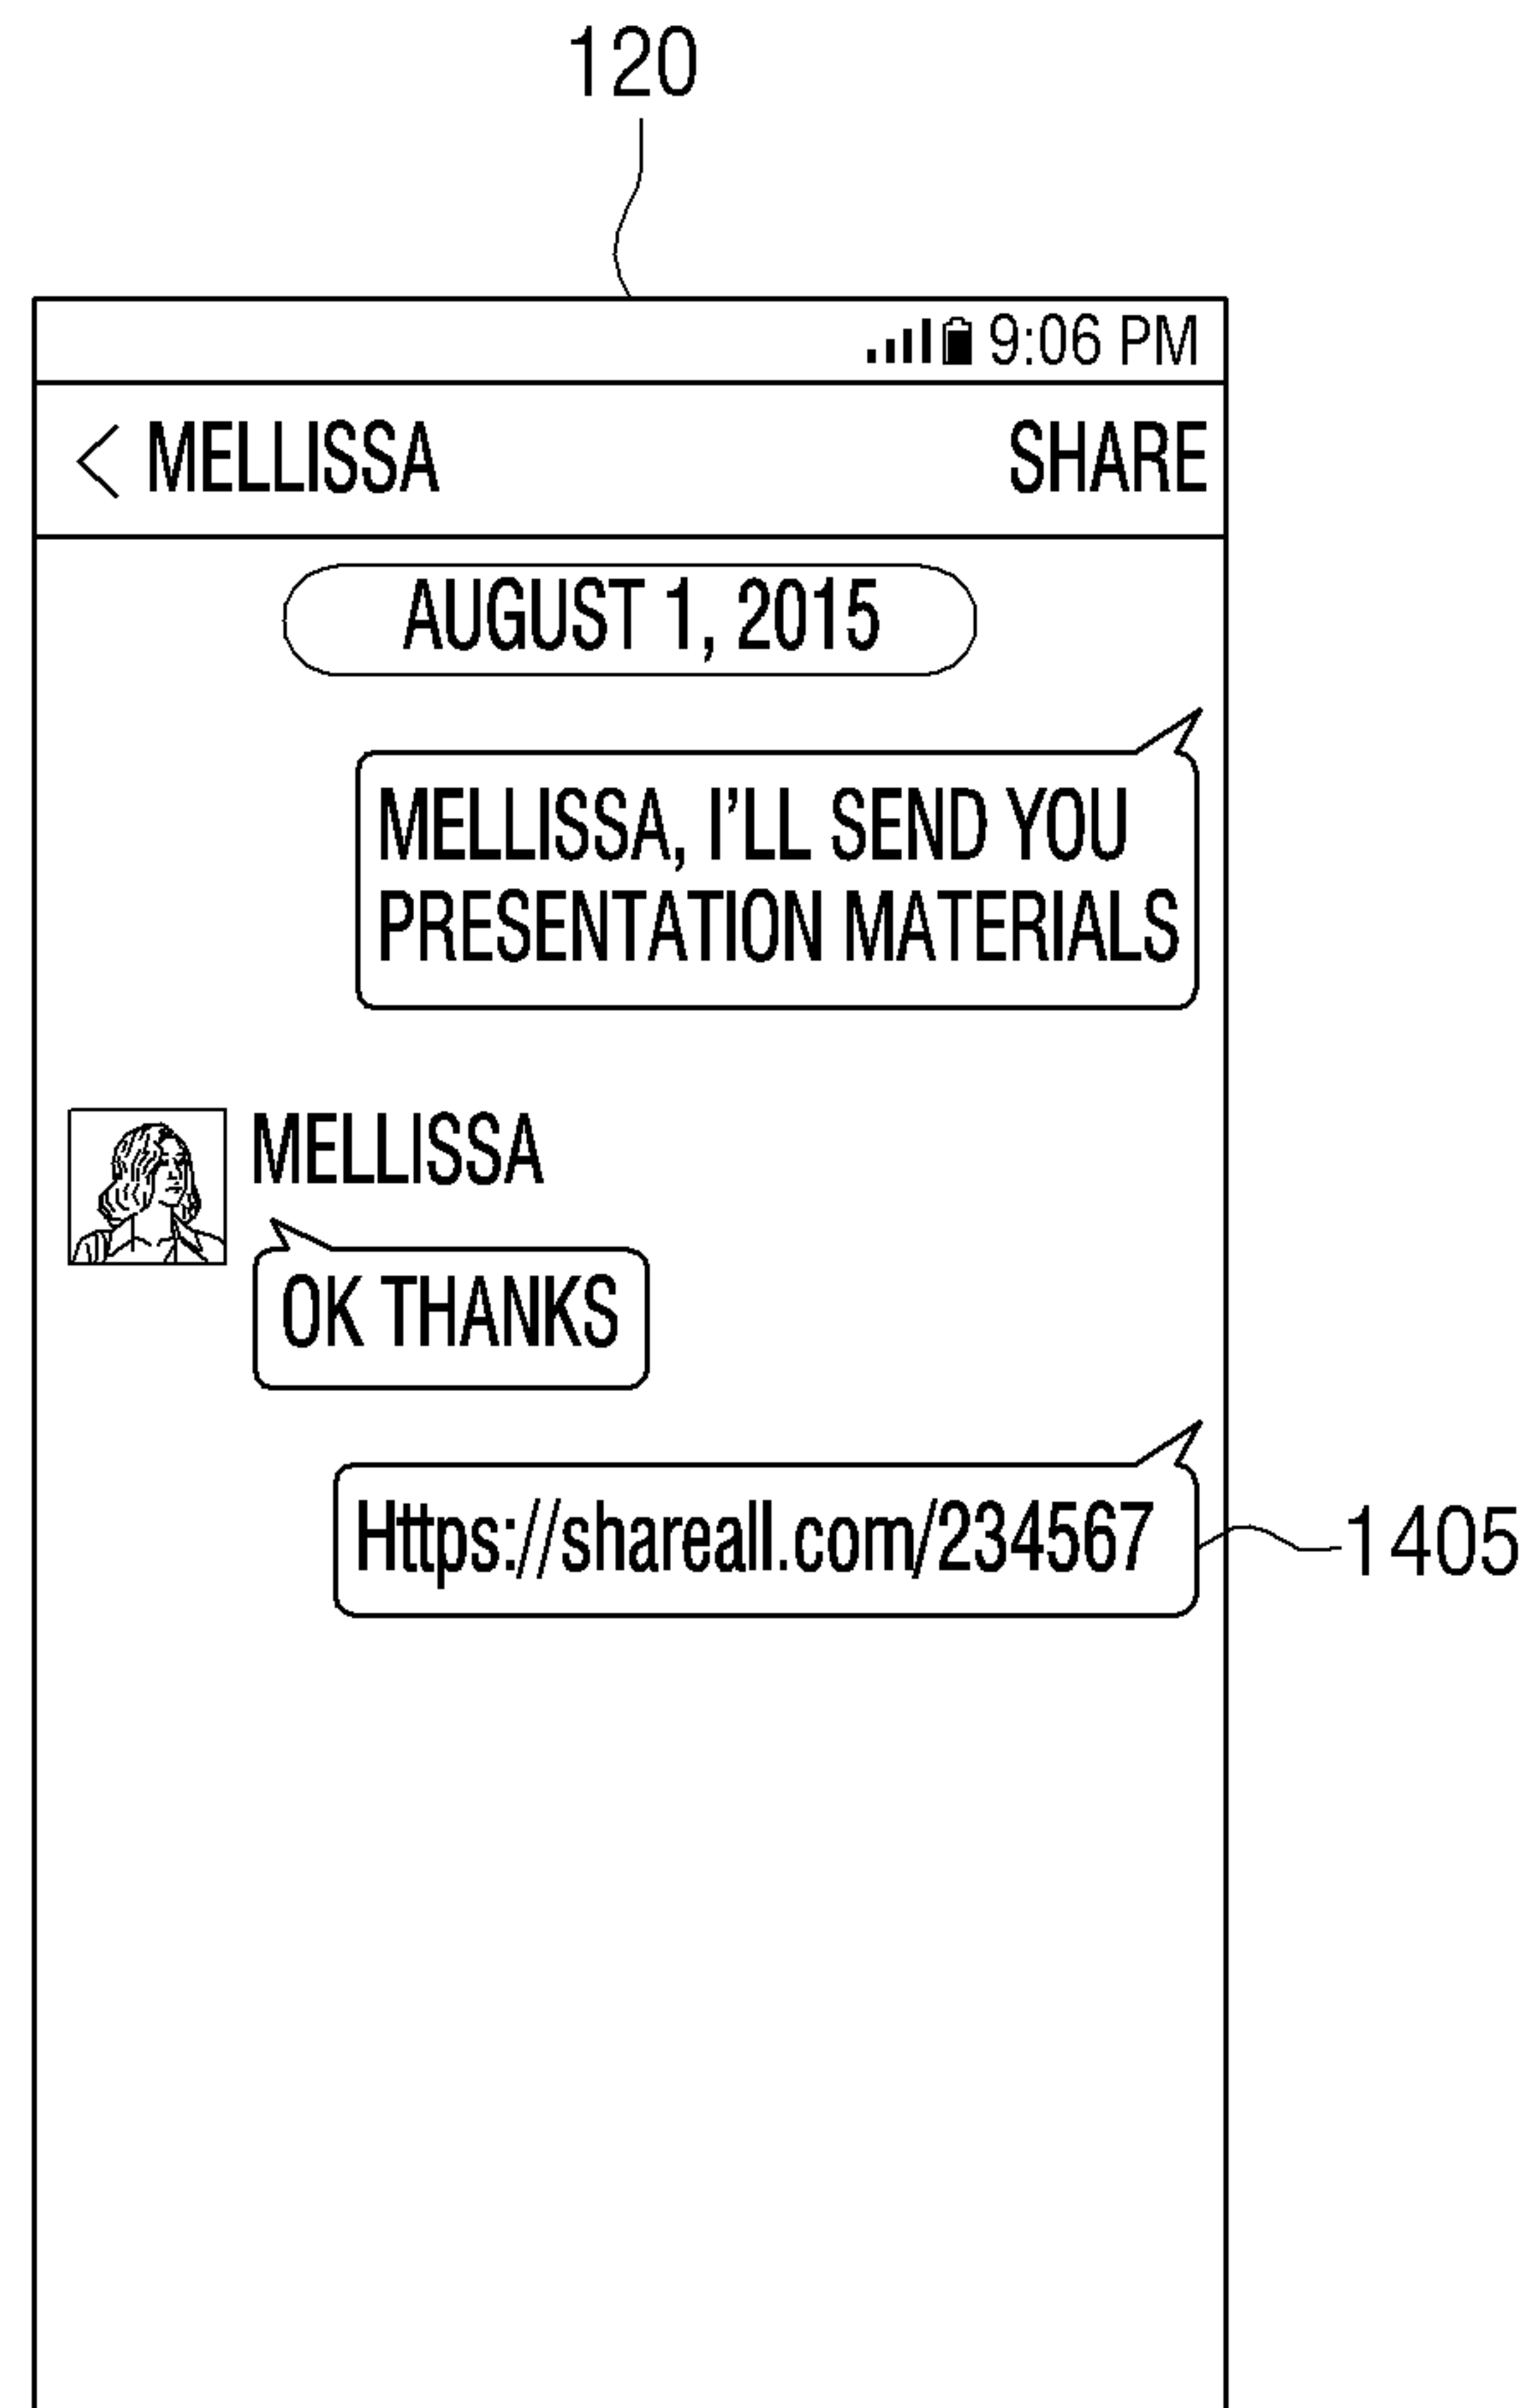 120
9:06 PM
< MELLISSA SHARE
AUGUST 1, 2015
MELLISSA, I'LL SEND YOU
PRESENTATION MATERIALS
MELLISSA
OK THANKS
Https://shareall.com/234567
1405